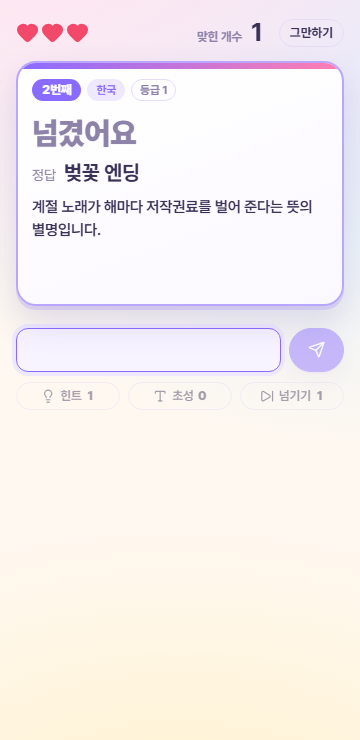 맞힌 개수 1 그만하기
2번째 한국 등급 1
넘겼어요
정답 벚꽃 엔딩
계절 노래가 해마다 저작권료를 벌어 준다는 뜻의
별명입니다.
힌트 1 초성 0 넘기기 1